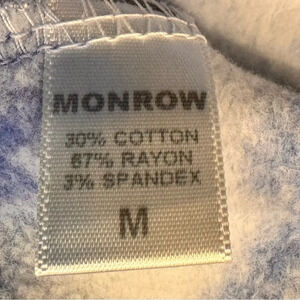 MONROW
30% COTTON
67% RAYON
3% SPANDEX
M